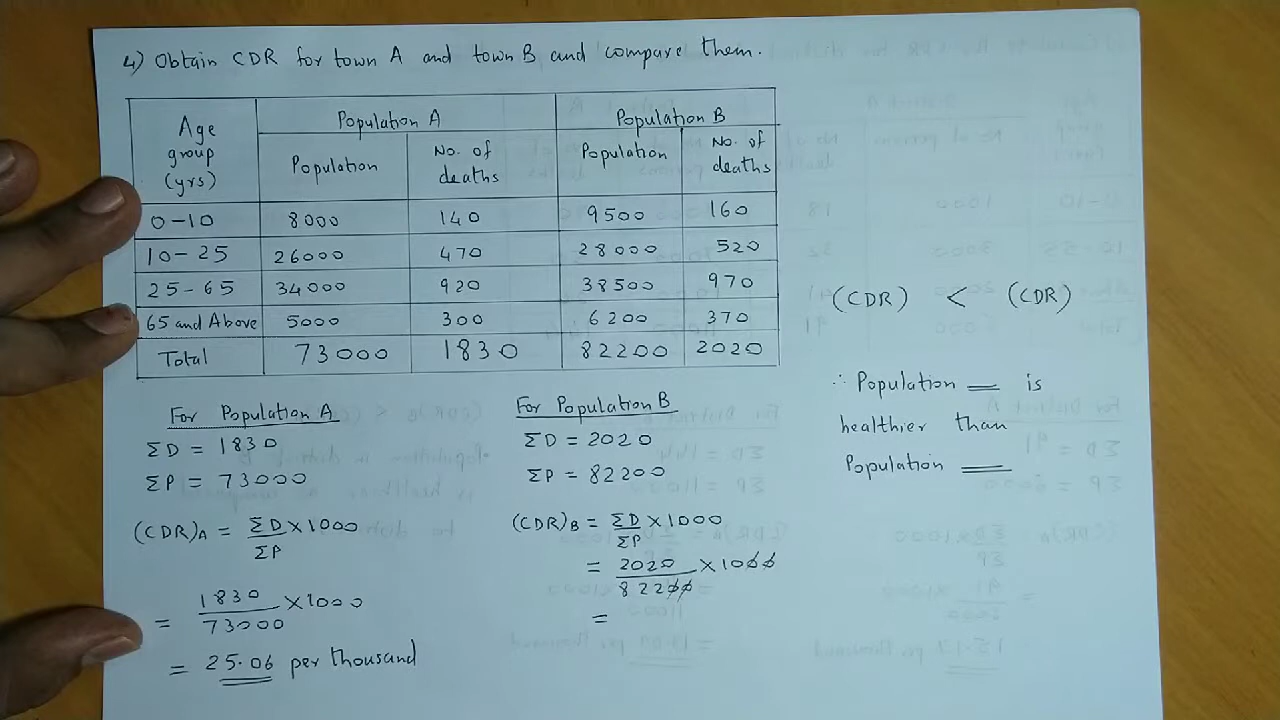 4) Obtain CDR for town A and town B and compare them.
Age group (yrs) Population A Population B
Population No. of deaths Population No. of deaths
0-10 8000 140 9500 160
10-25 26000 470 28000 520
25-65 34000 920 38500 970
65 and Above 5000 300 6200 370
Total 73000 1830 82200 2020
For Population A
ΣD = 1830
ΣP = 73000
(CDR)A = ΣD/ΣP × 1000
= 1830/73000 × 1000
= 25.06 per thousand
For Population B
ΣD = 2020
ΣP = 82200
(CDR)B = ΣD/ΣP × 1000
= 2020/82200 × 1000
=
(CDR) < (CDR)
∴ Population __ is
healthier than
Population __